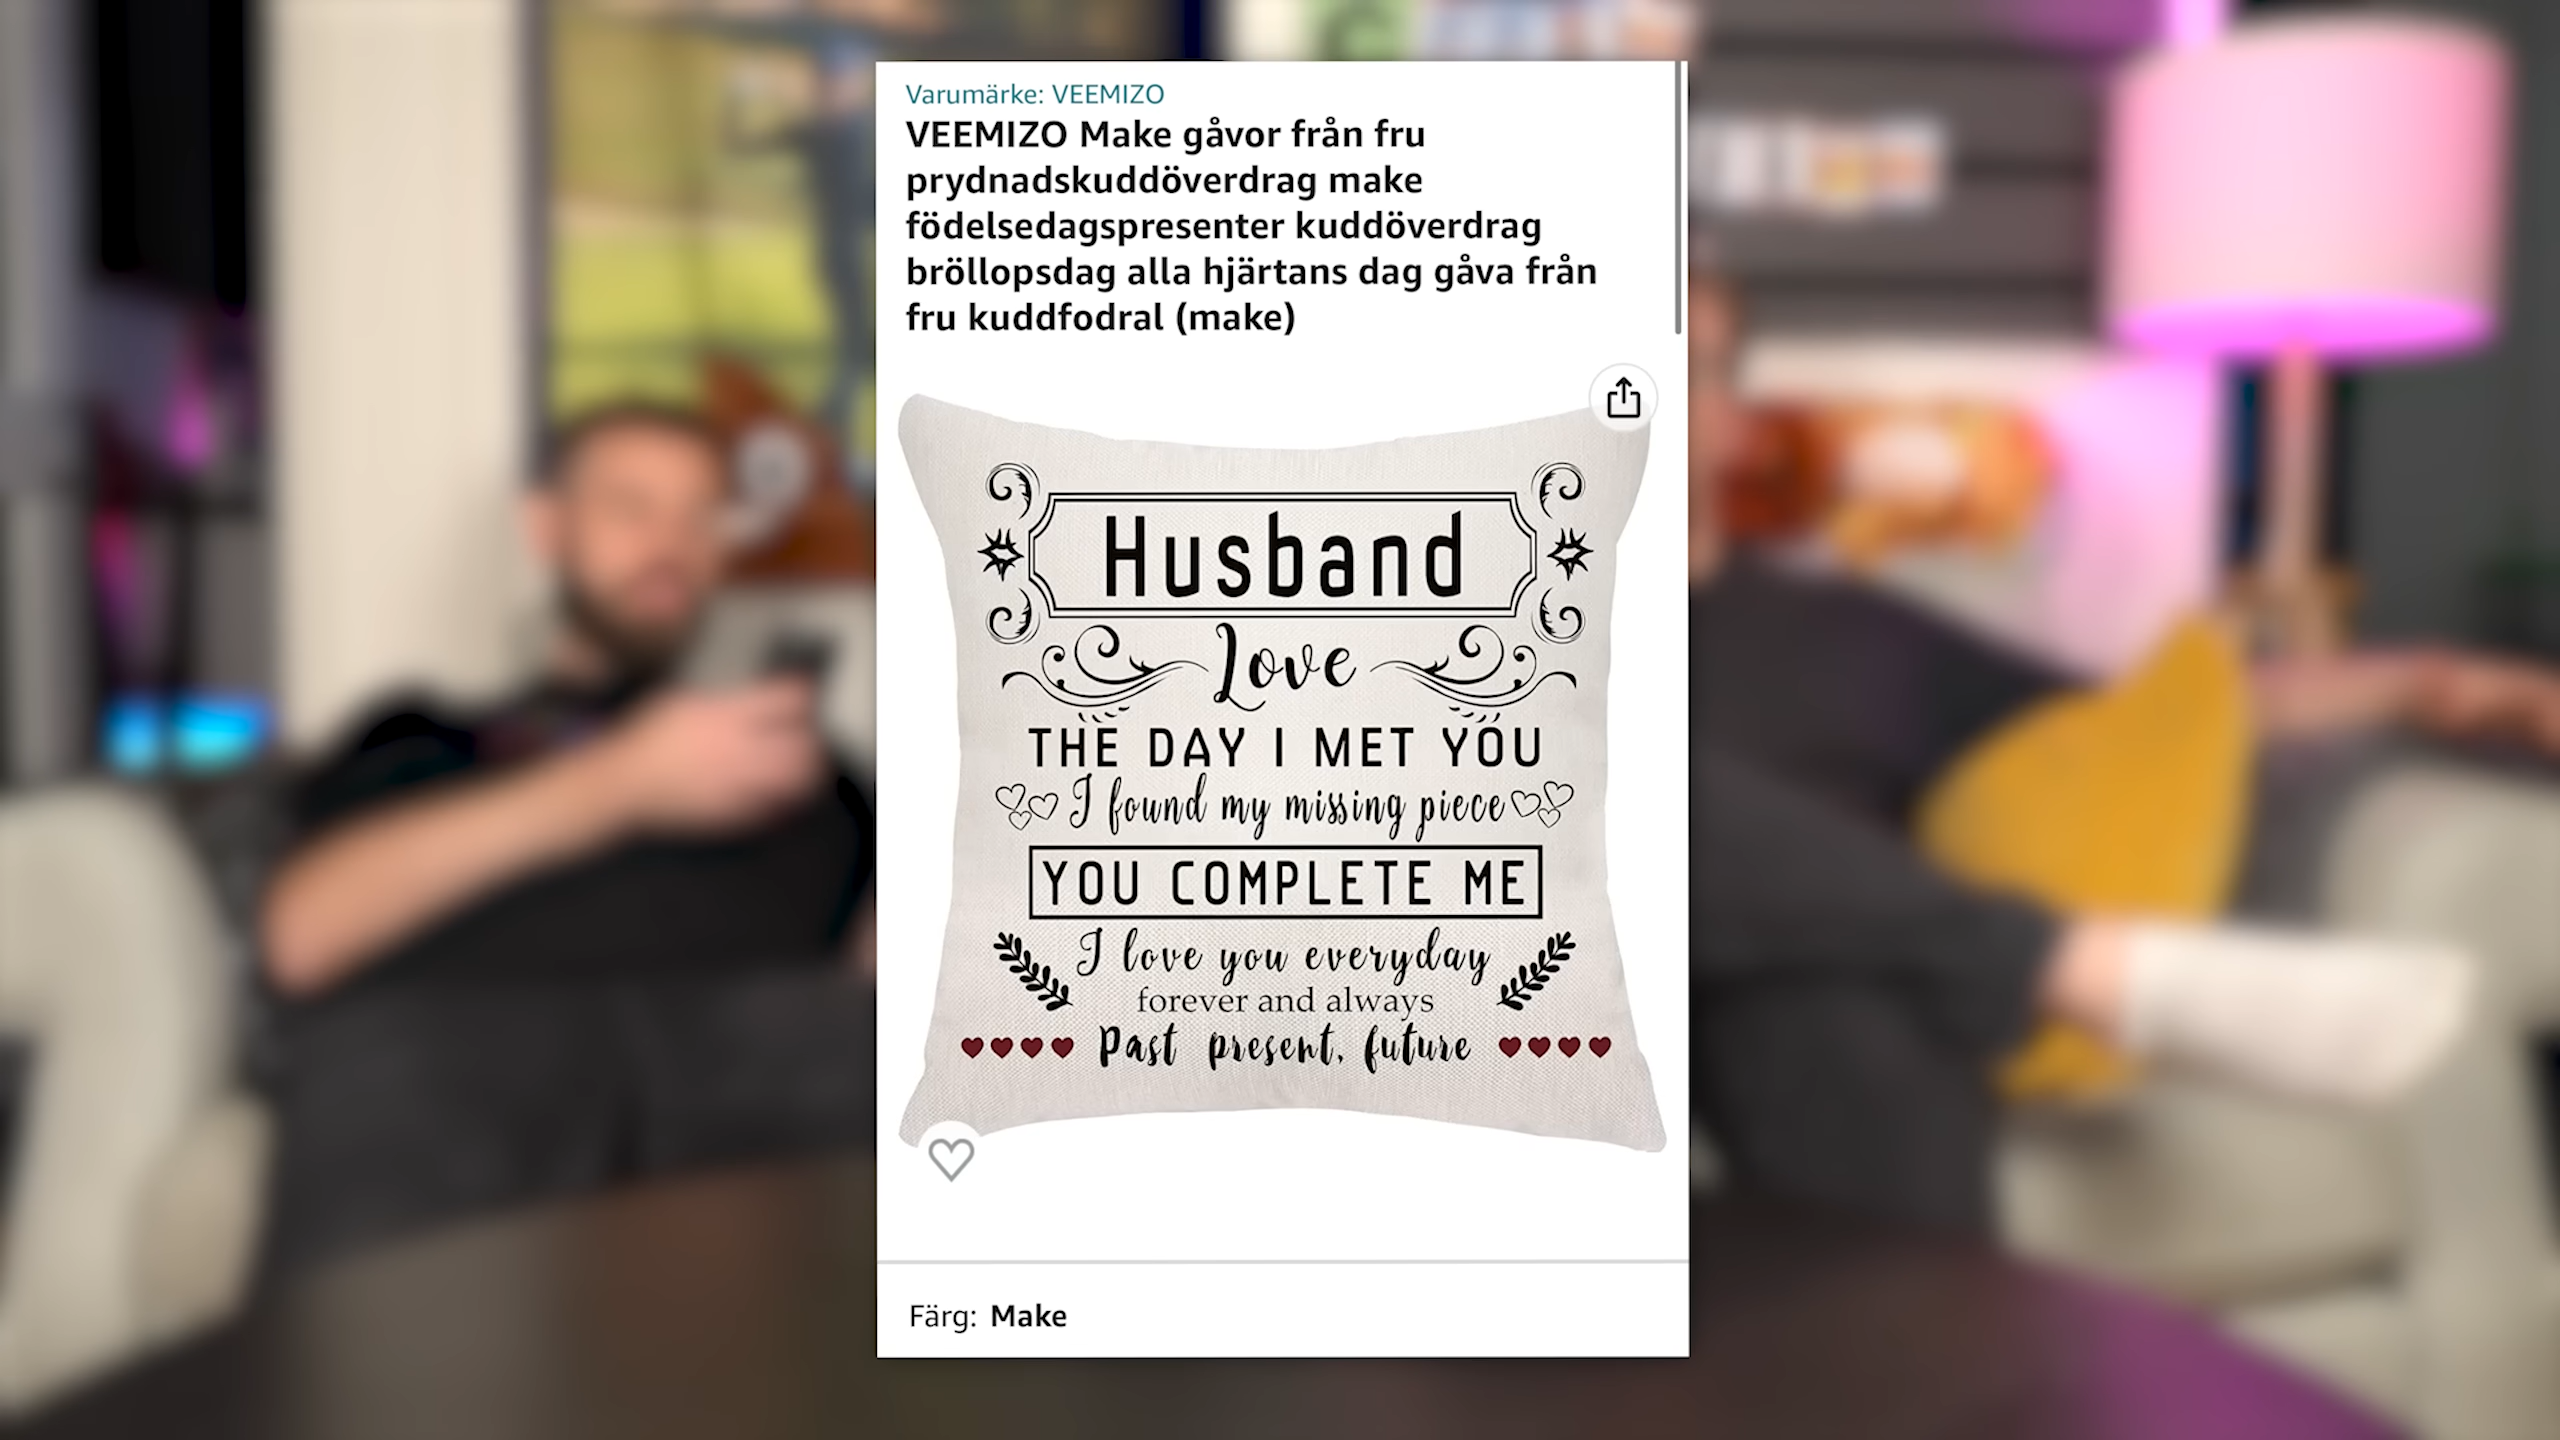 Varumärke: VEEMIZO
VEEMIZO Make gåvor från fru
prydnadskuddöverdrag make
födelsedagspresenter kuddöverdrag
bröllopsdag alla hjärtans dag gåva från
fru kuddfodral (make)
Husband
Love
THE DAY I MET YOU
I found my missing piece
YOU COMPLETE ME
I love you everyday
forever and always
Past present, future
Färg: Make